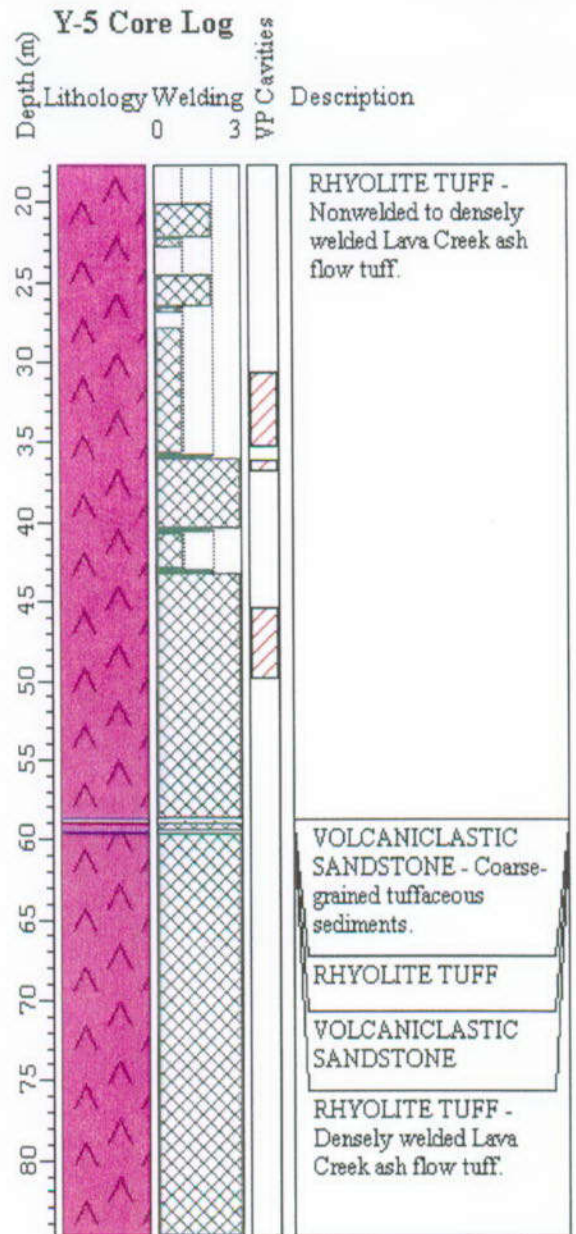 Y-5 Core Log
Depth (m)
Lithology
Welding
0 3
VP Cavities
Description
20
25
30
35
40
45
50
55
60
65
70
75
80
RHYOLITE TUFF -
Nonwelded to densely
welded Lava Creek ash
flow tuff.
VOLCANICLASTIC
SANDSTONE - Coarse-
grained tuffaceous
sediments.
RHYOLITE TUFF
VOLCANICLASTIC
SANDSTONE
RHYOLITE TUFF -
Densely welded Lava
Creek ash flow tuff.